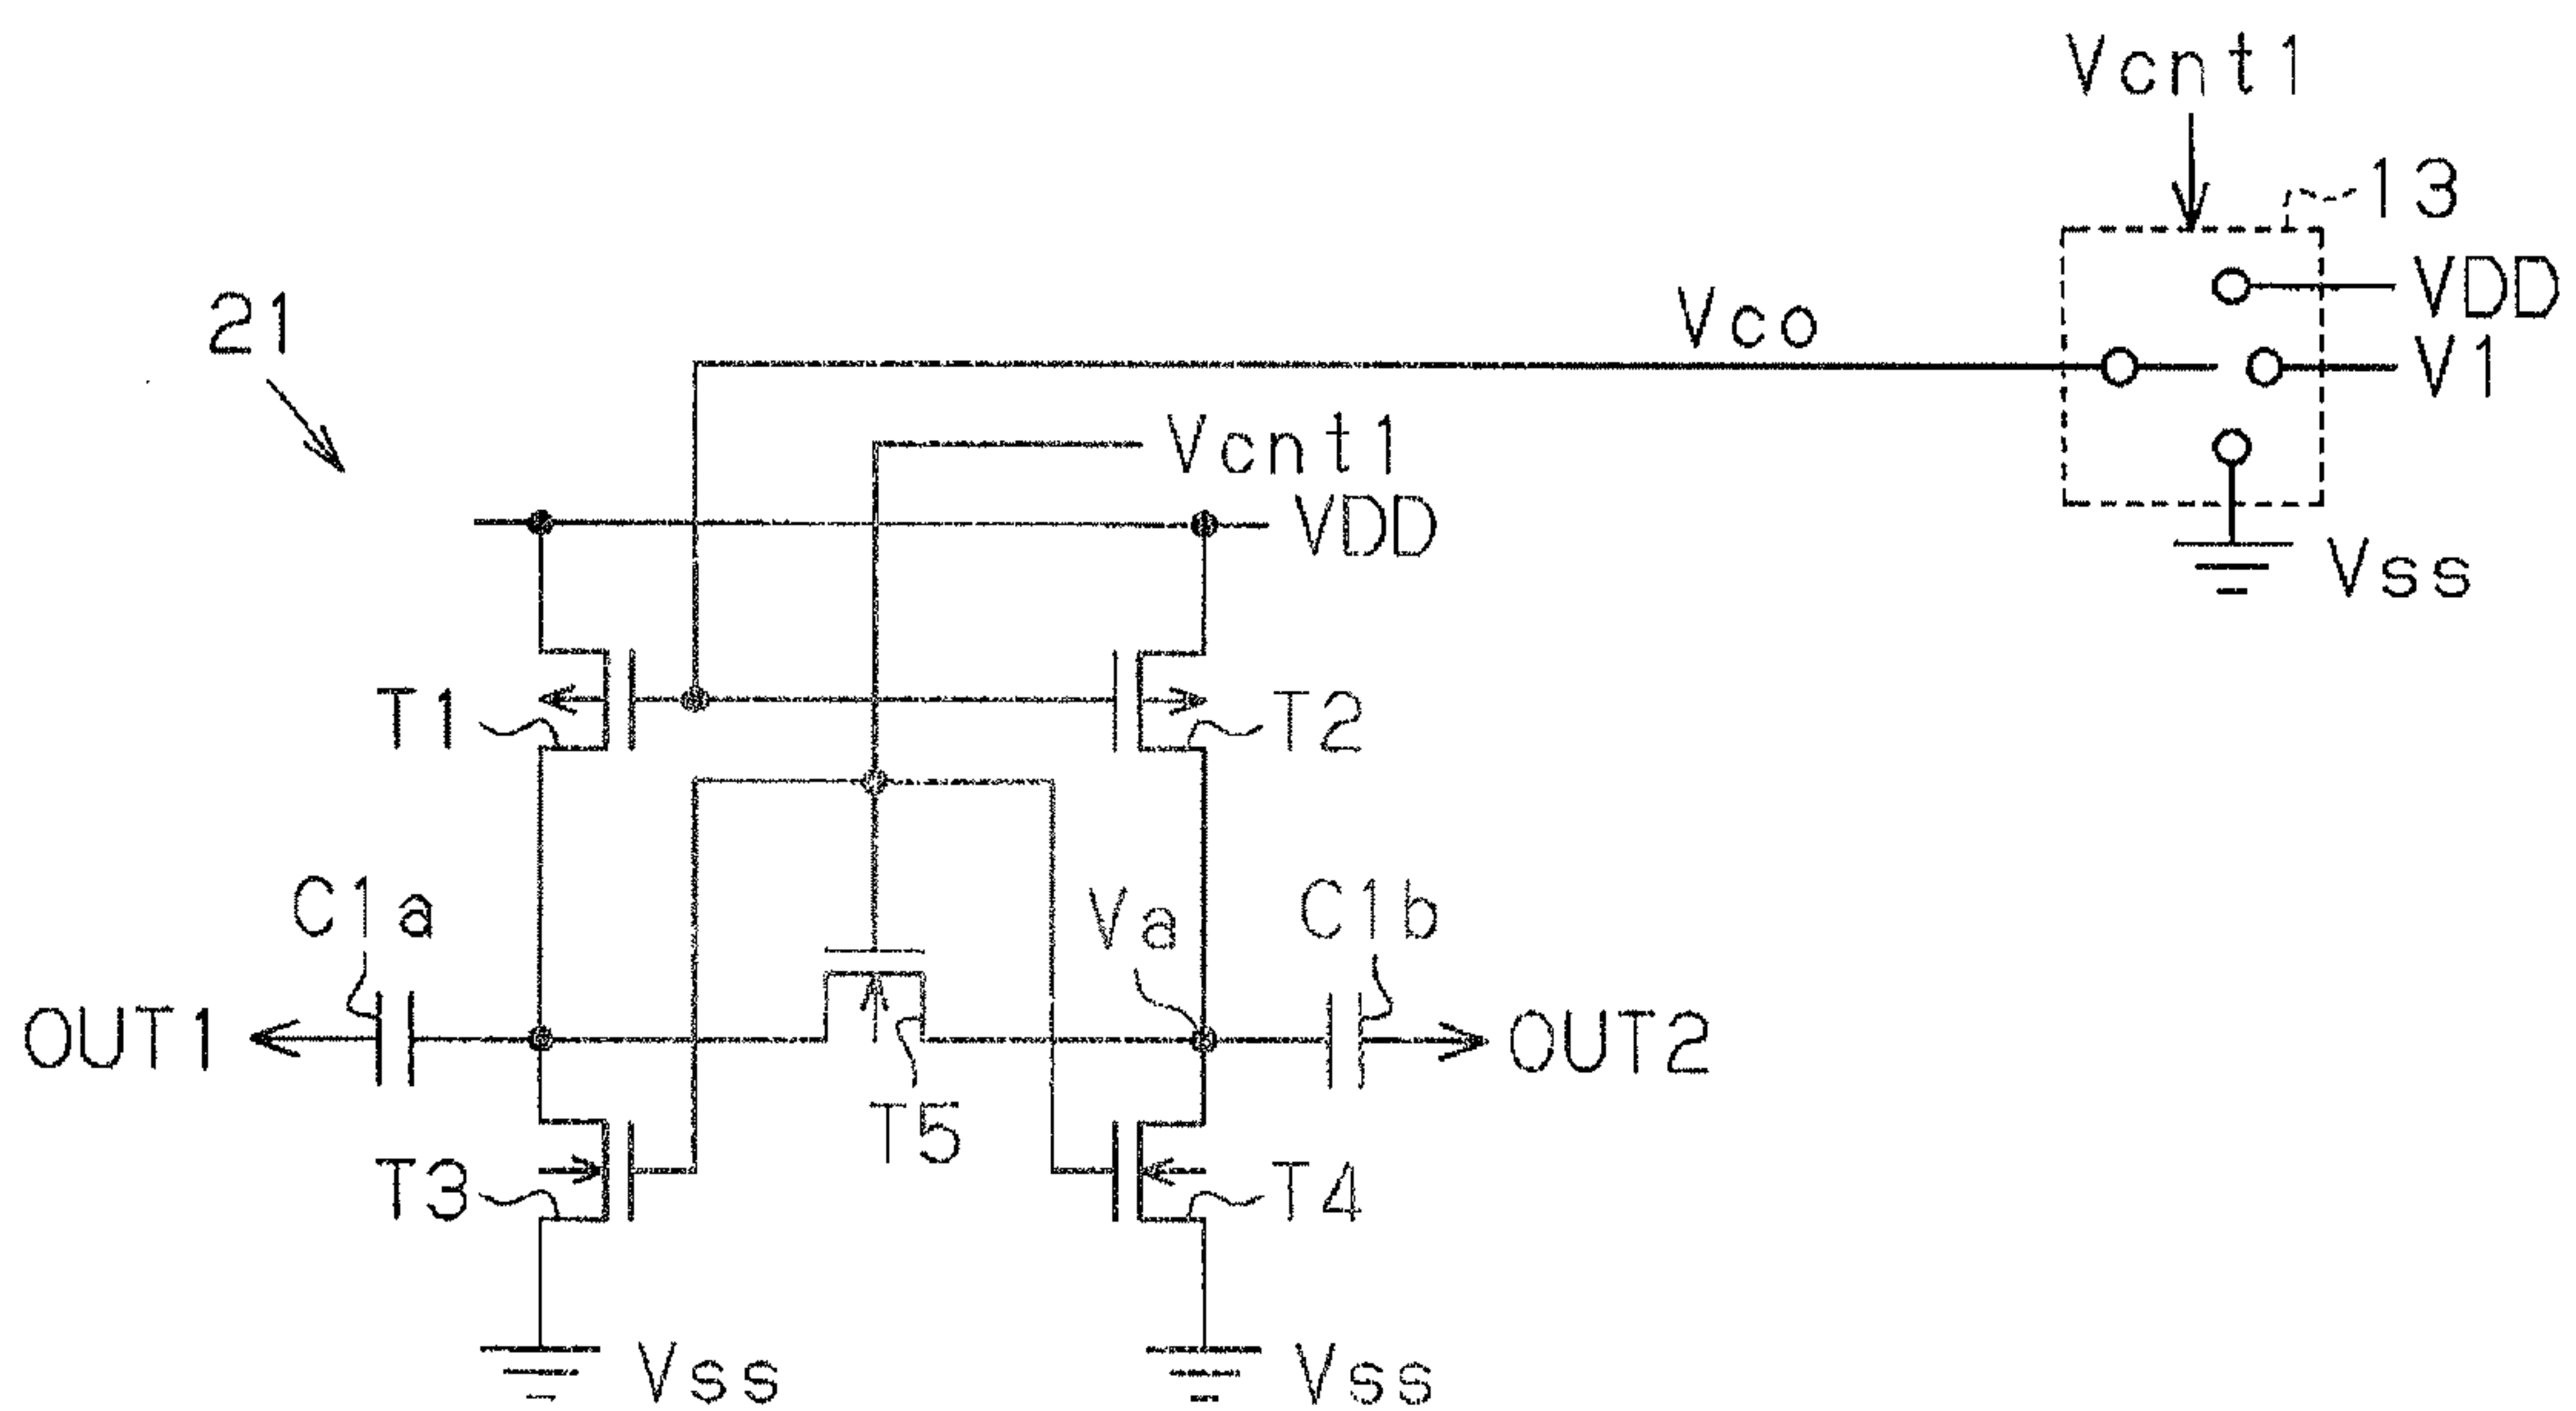 Vcnt1
13
VDD
21
Vco
V1
Vcnt1
VDD
Vss
T1
T2
C1a
Va
C1b
OUT1
OUT2
T5
T3
T4
Vss
Vss